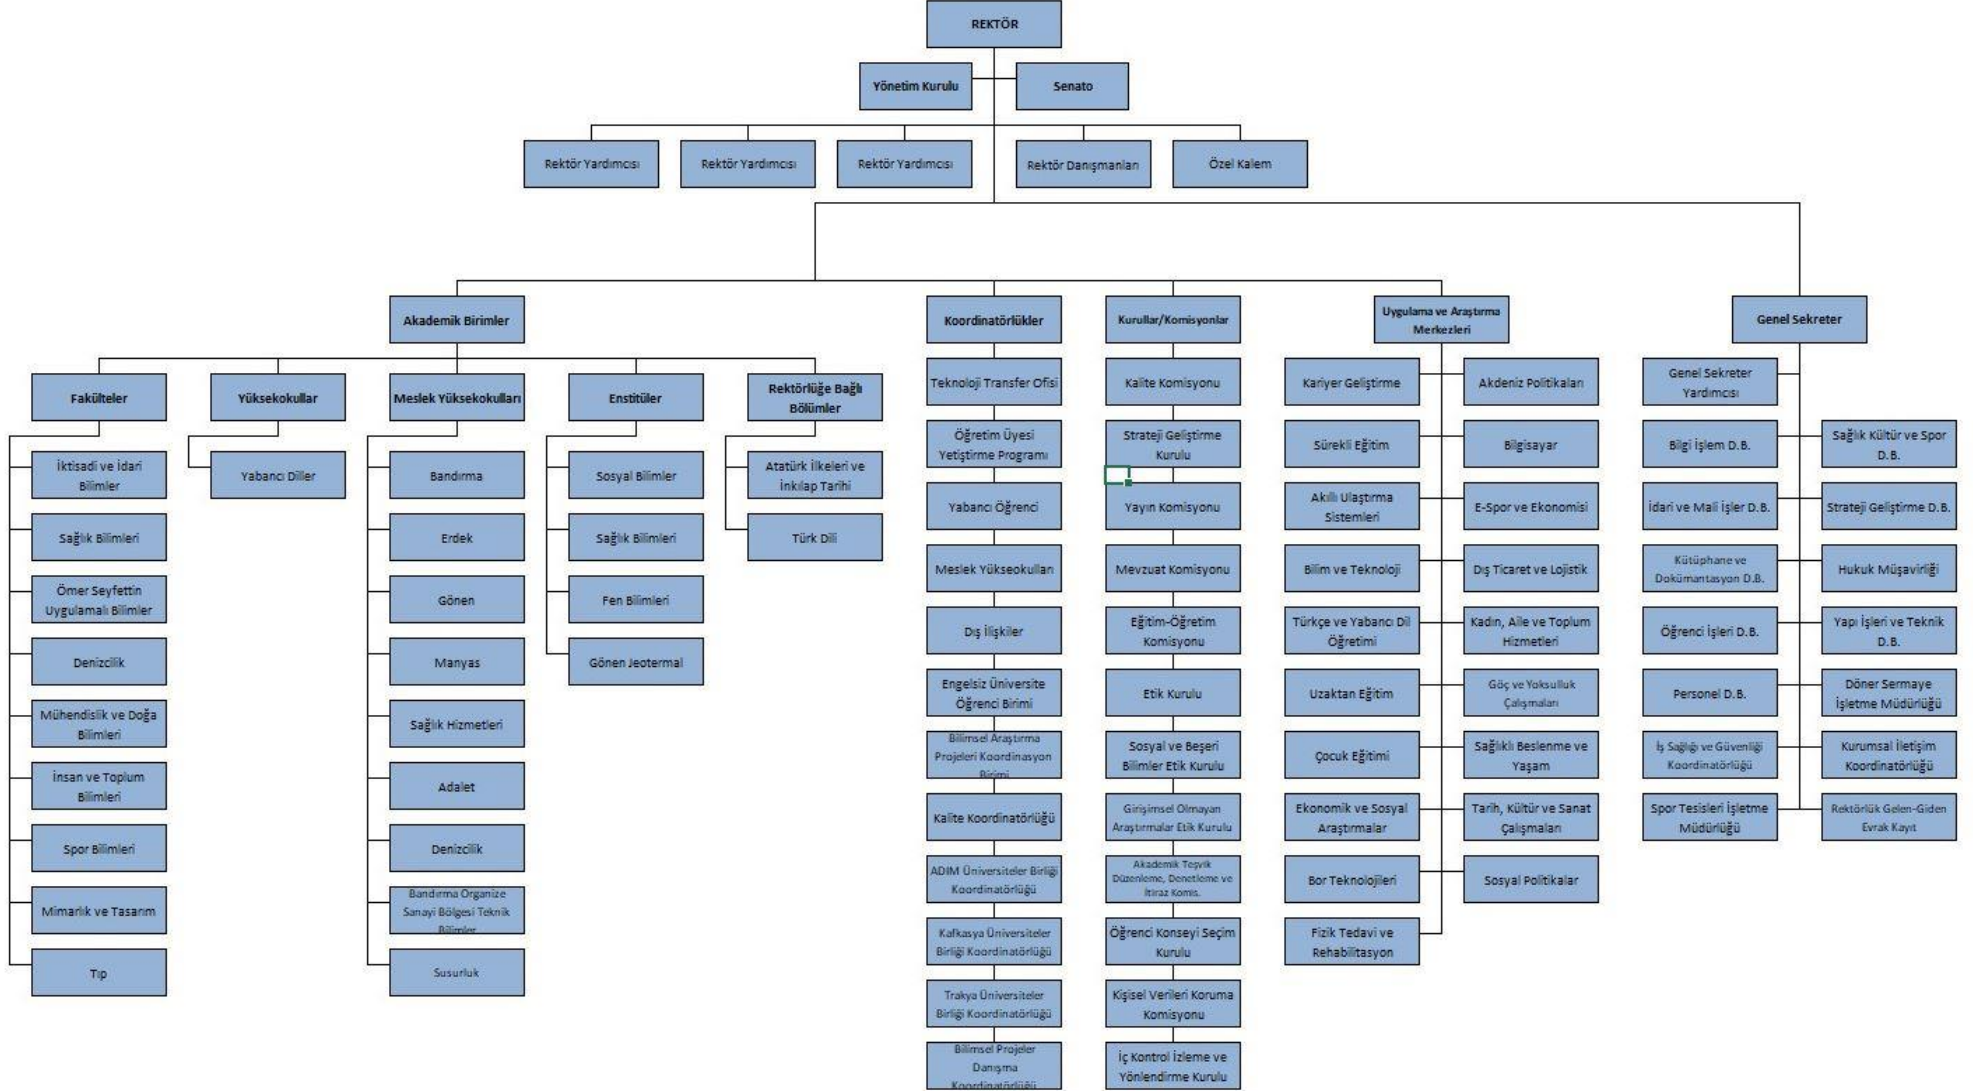 REKTÖR
Yönetim Kurulu
Senato
Rektör Yardımcısı
Rektör Yardımcısı
Rektör Yardımcısı
Rektör Danışmanları
Özel Kalem
Akademik Birimler
Koordinatörlükler
Kurullar/Komisyonlar
Uygulama ve Araştırma
Merkezleri
Genel Sekreter
Fakülteler
İktisadi ve İdari
Bilimler
Sağlık Bilimleri
Ömer Seyfettin
Uygulamalı Bilimler
Denizcilik
Mühendislik ve Doğa
Bilimleri
İnsan ve Toplum
Bilimleri
Spor Bilimleri
Mimarlık ve Tasarım
Tıp
Yüksekokullar
Yabancı Diller
Meslek Yüksekokulları
Bandırma
Erdek
Gönen
Manyas
Sağlık Hizmetleri
Adalet
Denizcilik
Bandırma Organize
Sanayi Bölgesi Teknik
Bilimler
Susurluk
Enstitüler
Sosyal Bilimler
Sağlık Bilimleri
Fen Bilimleri
Gönen Jeotermal
Rektörlüğe Bağlı
Bölümler
Atatürk İlkeleri ve
İnkılap Tarihi
Türk Dili
Teknoloji Transfer Ofisi
Öğretim Üyesi
Yetiştirme Programı
Yabancı Öğrenci
Meslek Yükseokulları
Dış İlişkiler
Engelsiz Üniversite
Öğrenci Birimi
Bilimsel Araştırma
Projeleri Koordinasyon
Birimi
Kalite Koordinatörlüğü
ADIM Üniversiteler Birliği
Koordinatörlüğü
Kafkasya Üniversiteler
Birliği Koordinatörlüğü
Trakya Üniversiteler
Birliği Koordinatörlüğü
Bilimsel Projeler
Danışma
Koordinatörlüğü
Kalite Komisyonu
Strateji Geliştirme
Kurulu
Yayın Komisyonu
Mevzuat Komisyonu
Eğitim-Öğretim
Komisyonu
Etik Kurulu
Sosyal ve Beşeri
Bilimler Etik Kurulu
Girişimsel Olmayan
Araştırmalar Etik Kurulu
Akademik Teşvik
Düzenleme, Denetleme ve
İtiraz Komis.
Öğrenci Konseyi Seçim
Kurulu
Kişisel Verileri Koruma
Komisyonu
İç Kontrol İzleme ve
Yönlendirme Kurulu
Kariyer Geliştirme
Akdeniz Politikaları
Sürekli Eğitim
Bilgisayar
Akıllı Ulaştırma
Sistemleri
E-Spor ve Ekonomisi
Bilim ve Teknoloji
Dış Ticaret ve Lojistik
Türkçe ve Yabancı Dil
Öğretimi
Kadın, Aile ve Toplum
Hizmetleri
Uzaktan Eğitim
Göç ve Yoksulluk
Çalışmaları
Çocuk Eğitimi
Sağlıklı Beslenme ve
Yaşam
Ekonomik ve Sosyal
Araştırmalar
Tarih, Kültür ve Sanat
Çalışmaları
Bor Teknolojileri
Sosyal Politikalar
Fizik Tedavi ve
Rehabilitasyon
Genel Sekreter
Yardımcısı
Bilgi İşlem D.B.
Sağlık Kültür ve Spor
D.B.
İdari ve Mali İşler D.B.
Strateji Geliştirme D.B.
Kütüphane ve
Dokümantasyon D.B.
Hukuk Müşavirliği
Öğrenci İşleri D.B.
Yapı İşleri ve Teknik
D.B.
Personel D.B.
Döner Sermaye
İşletme Müdürlüğü
İş Sağlığı ve Güvenliği
Koordinatörlüğü
Kurumsal İletişim
Koordinatörlüğü
Spor Tesisleri İşletme
Müdürlüğü
Rektörlük Gelen-Giden
Evrak Kayıt